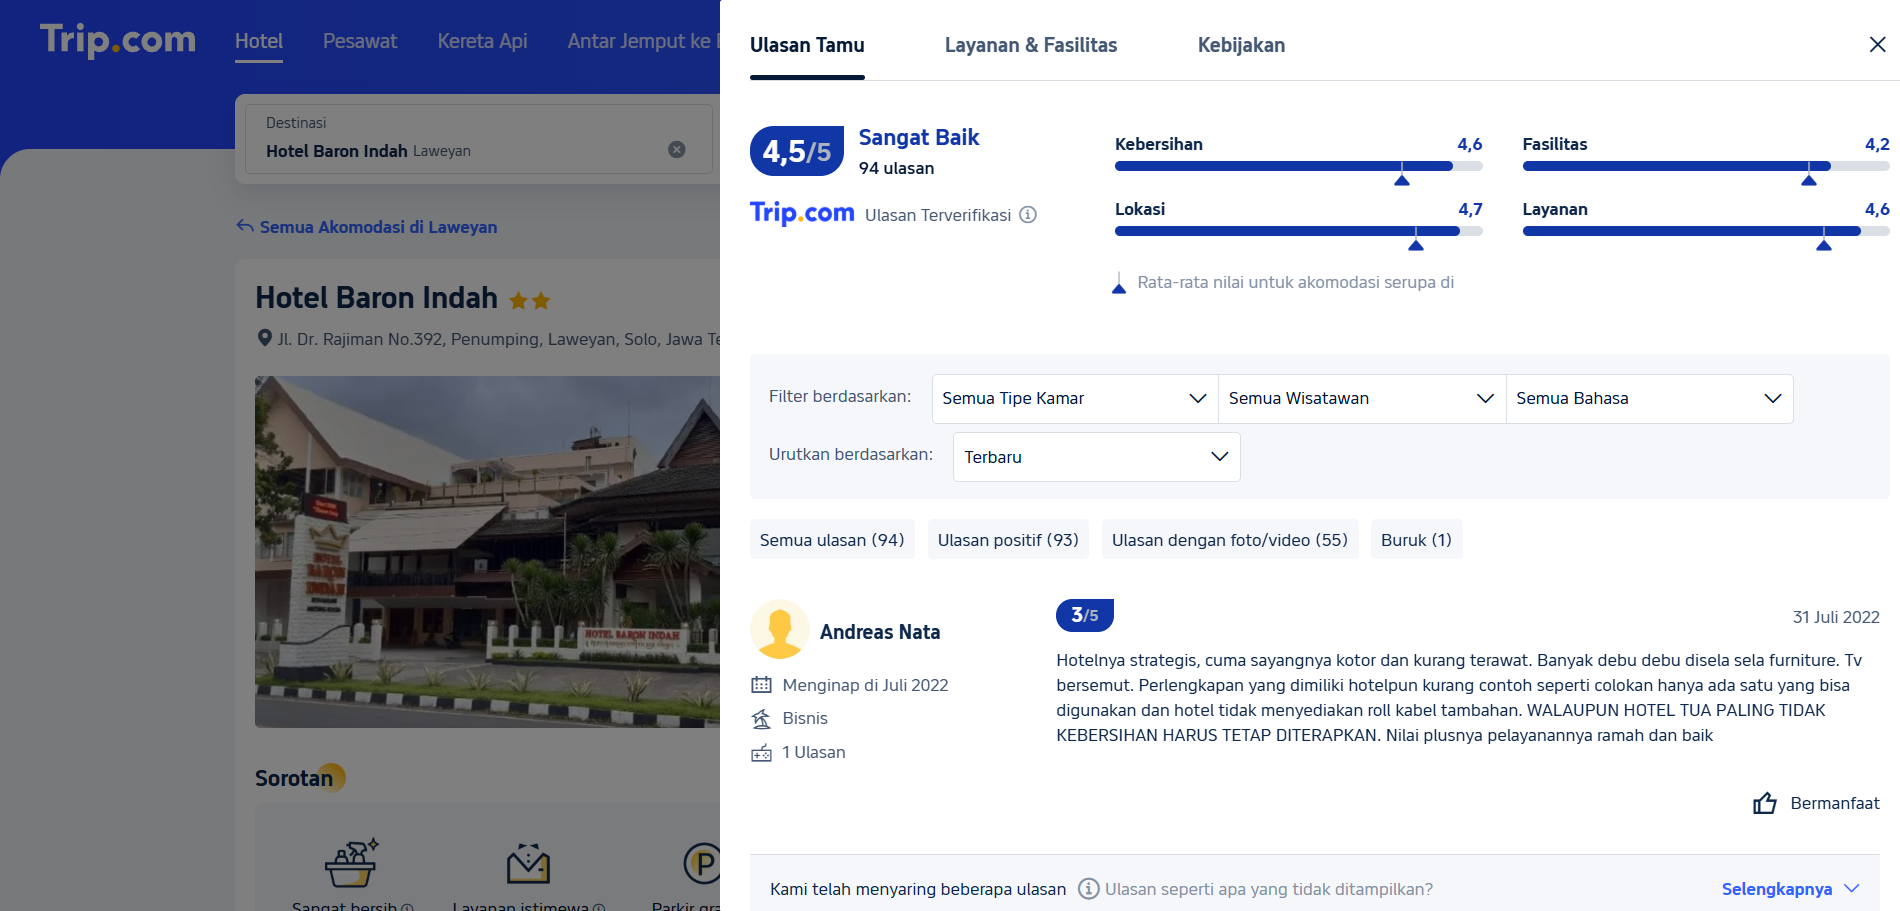 Trip.com
Hotel
Pesawat
Kereta Api
Antar Jemput ke
Destinasi
Hotel Baron Indah Laweyan
Semua Akomodasi di Laweyan
Hotel Baron Indah
Jl. Dr. Rajiman No.392, Penumping, Laweyan, Solo, Jawa
HOTEL
BARON
INDAH
HOTEL BARON INDAH
Sorotan
Sangat bersih
Layanan istimewa
Parkir
Ulasan Tamu
Layanan & Fasilitas
Kebijakan
4,5/5
Sangat Baik
94 ulasan
Trip.com Ulasan Terverifikasi
Kebersihan 4,6
Fasilitas 4,2
Lokasi 4,7
Layanan 4,6
Rata-rata nilai untuk akomodasi serupa di
Filter berdasarkan:
Semua Tipe Kamar
Semua Wisatawan
Semua Bahasa
Urutkan berdasarkan:
Terbaru
Semua ulasan (94)
Ulasan positif (93)
Ulasan dengan foto/video (55)
Buruk (1)
Andreas Nata
Menginap di Juli 2022
Bisnis
1 Ulasan
3/5
31 Juli 2022
Hotelnya strategis, cuma sayangnya kotor dan kurang terawat. Banyak debu debu disela sela furniture. Tv
bersemut. Perlengkapan yang dimiliki hotelpun kurang contoh seperti colokan hanya ada satu yang bisa
digunakan dan hotel tidak menyediakan roll kabel tambahan. WALAUPUN HOTEL TUA PALING TIDAK
KEBERSIHAN HARUS TETAP DITERAPKAN. Nilai plusnya pelayanannya ramah dan baik
Bermanfaat
Kami telah menyaring beberapa ulasan
Ulasan seperti apa yang tidak ditampilkan?
Selengkapnya